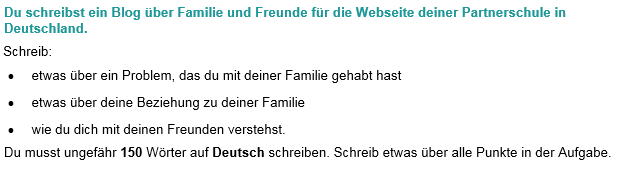 Du schreibst ein Blog über Familie und Freunde für die Webseite deiner Partnerschule in
Deutschland.
Schreib:
• etwas über ein Problem, das du mit deiner Familie gehabt hast
• etwas über deine Beziehung zu deiner Familie
• wie du dich mit deinen Freunden verstehst.
Du musst ungefähr 150 Wörter auf Deutsch schreiben. Schreib etwas über alle Punkte in der Aufgabe.